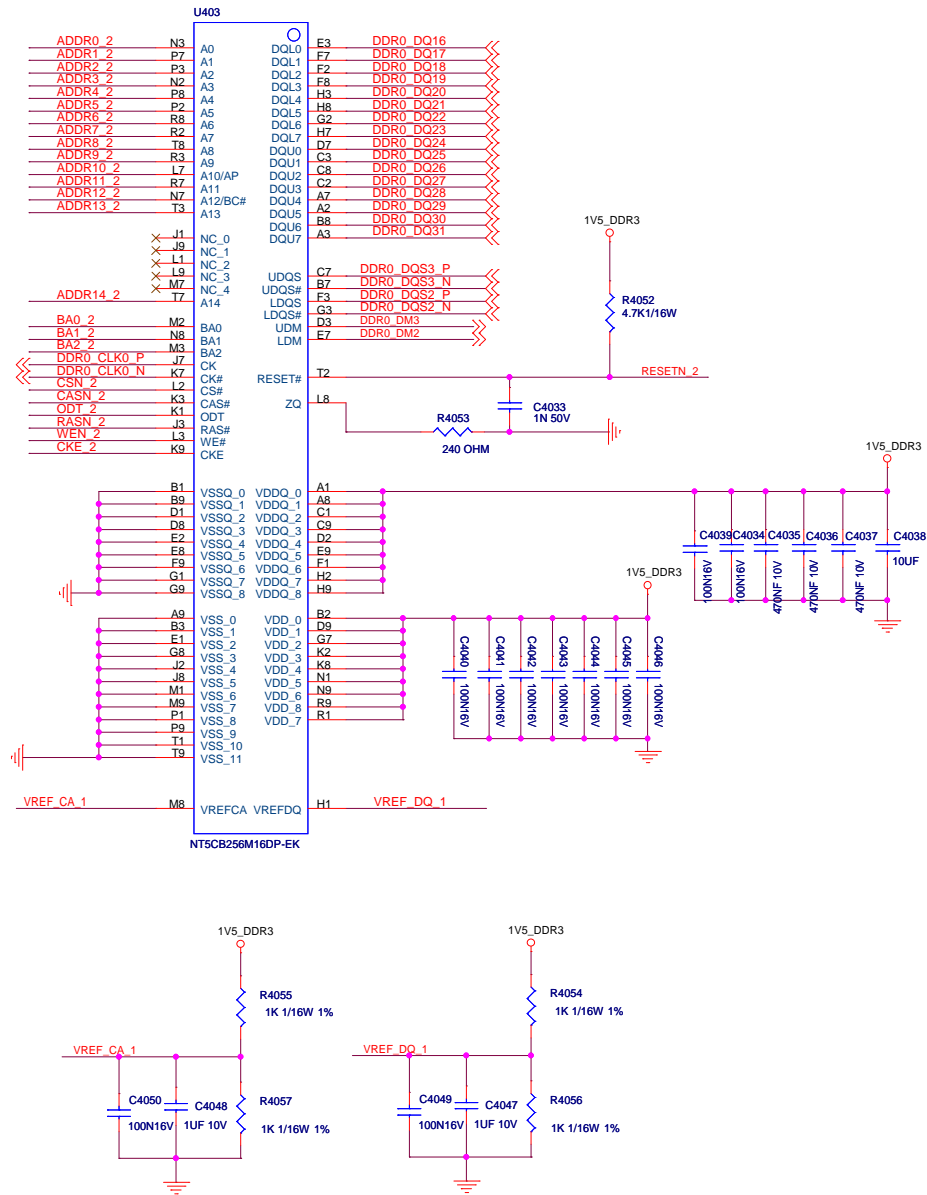 U403
ADDR0_2 N3 A0 DQL0 E3 DDR0_DQ16
ADDR1_2 P7 A1 DQL1 F7 DDR0_DQ17
ADDR2_2 P3 A2 DQL2 F2 DDR0_DQ18
ADDR3_2 N2 A3 DQL3 F8 DDR0_DQ19
ADDR4_2 P8 A4 DQL4 H3 DDR0_DQ20
ADDR5_2 P2 A5 DQL5 H8 DDR0_DQ21
ADDR6_2 R8 A6 DQL6 G2 DDR0_DQ22
ADDR7_2 R2 A7 DQL7 H7 DDR0_DQ23
ADDR8_2 T8 A8 DQU0 D7 DDR0_DQ24
ADDR9_2 R3 A9 DQU1 C3 DDR0_DQ25
ADDR10_2 L7 A10/AP DQU2 C8 DDR0_DQ26
ADDR11_2 R7 A11 DQU3 C2 DDR0_DQ27
ADDR12_2 N7 A12/BC# DQU4 A7 DDR0_DQ28
ADDR13_2 T3 A13 DQU5 A2 DDR0_DQ29
DQU6 B8 DDR0_DQ30
J1 NC_0 DQU7 A3 DDR0_DQ31
J9 NC_1
L1 NC_2
L9 NC_3 UDQS C7 DDR0_DQS3_P
M7 NC_4 UDQS# B7 DDR0_DQS3_N
ADDR14_2 T7 A14 LDQS F3 DDR0_DQS2_P
LDQS# G3 DDR0_DQS2_N
BA0_2 M2 BA0 UDM D3 DDR0_DM3
BA1_2 N8 BA1 LDM E7 DDR0_DM2
BA2_2 M3 BA2
DDR0_CLK0_P J7 CK
DDR0_CLK0_N K7 CK# RESET# T2 RESETN_2
CSN_2 L2 CS#
CASN_2 K3 CAS# ZQ L8
ODT_2 K1 ODT
RASN_2 J3 RAS#
WEN_2 L3 WE#
CKE_2 K9 CKE
1V5_DDR3
R4052
4.7K1/16W
C4033
1N 50V
R4053
240 OHM
B1 VSSQ_0 VDDQ_0 A1
B9 VSSQ_1 VDDQ_1 A8
D1 VSSQ_2 VDDQ_2 C1
D8 VSSQ_3 VDDQ_3 C9
E2 VSSQ_4 VDDQ_4 D2
E8 VSSQ_5 VDDQ_5 E9
F9 VSSQ_6 VDDQ_6 F1
G1 VSSQ_7 VDDQ_7 H2
G9 VSSQ_8 VDDQ_8 H9
1V5_DDR3
C4039 C4034 C4035 C4036 C4037 C4038
100N16V 100N16V 470NF 10V 470NF 10V 470NF 10V 10UF
A9 VSS_0 VDD_0 B2
B3 VSS_1 VDD_1 D9
E1 VSS_2 VDD_2 G7
G8 VSS_3 VDD_3 K2
J2 VSS_4 VDD_4 K8
J8 VSS_5 VDD_5 N1
M1 VSS_6 VDD_6 N9
M9 VSS_7 VDD_8 R9
P1 VSS_8 VDD_7 R1
P9 VSS_9
T1 VSS_10
T9 VSS_11
1V5_DDR3
C4040 C4041 C4042 C4043 C4044 C4045 C4046
100N16V 100N16V 100N16V 100N16V 100N16V 100N16V 100N16V
VREF_CA_1 M8 VREFCA VREFDQ H1 VREF_DQ_1
NT5CB256M16DP-EK
1V5_DDR3
R4055
1K 1/16W 1%
VREF_CA_1
C4050
100N16V
C4048
1UF 10V
R4057
1K 1/16W 1%
1V5_DDR3
R4054
1K 1/16W 1%
VREF_DQ_1
C4049
100N16V
C4047
1UF 10V
R4056
1K 1/16W 1%